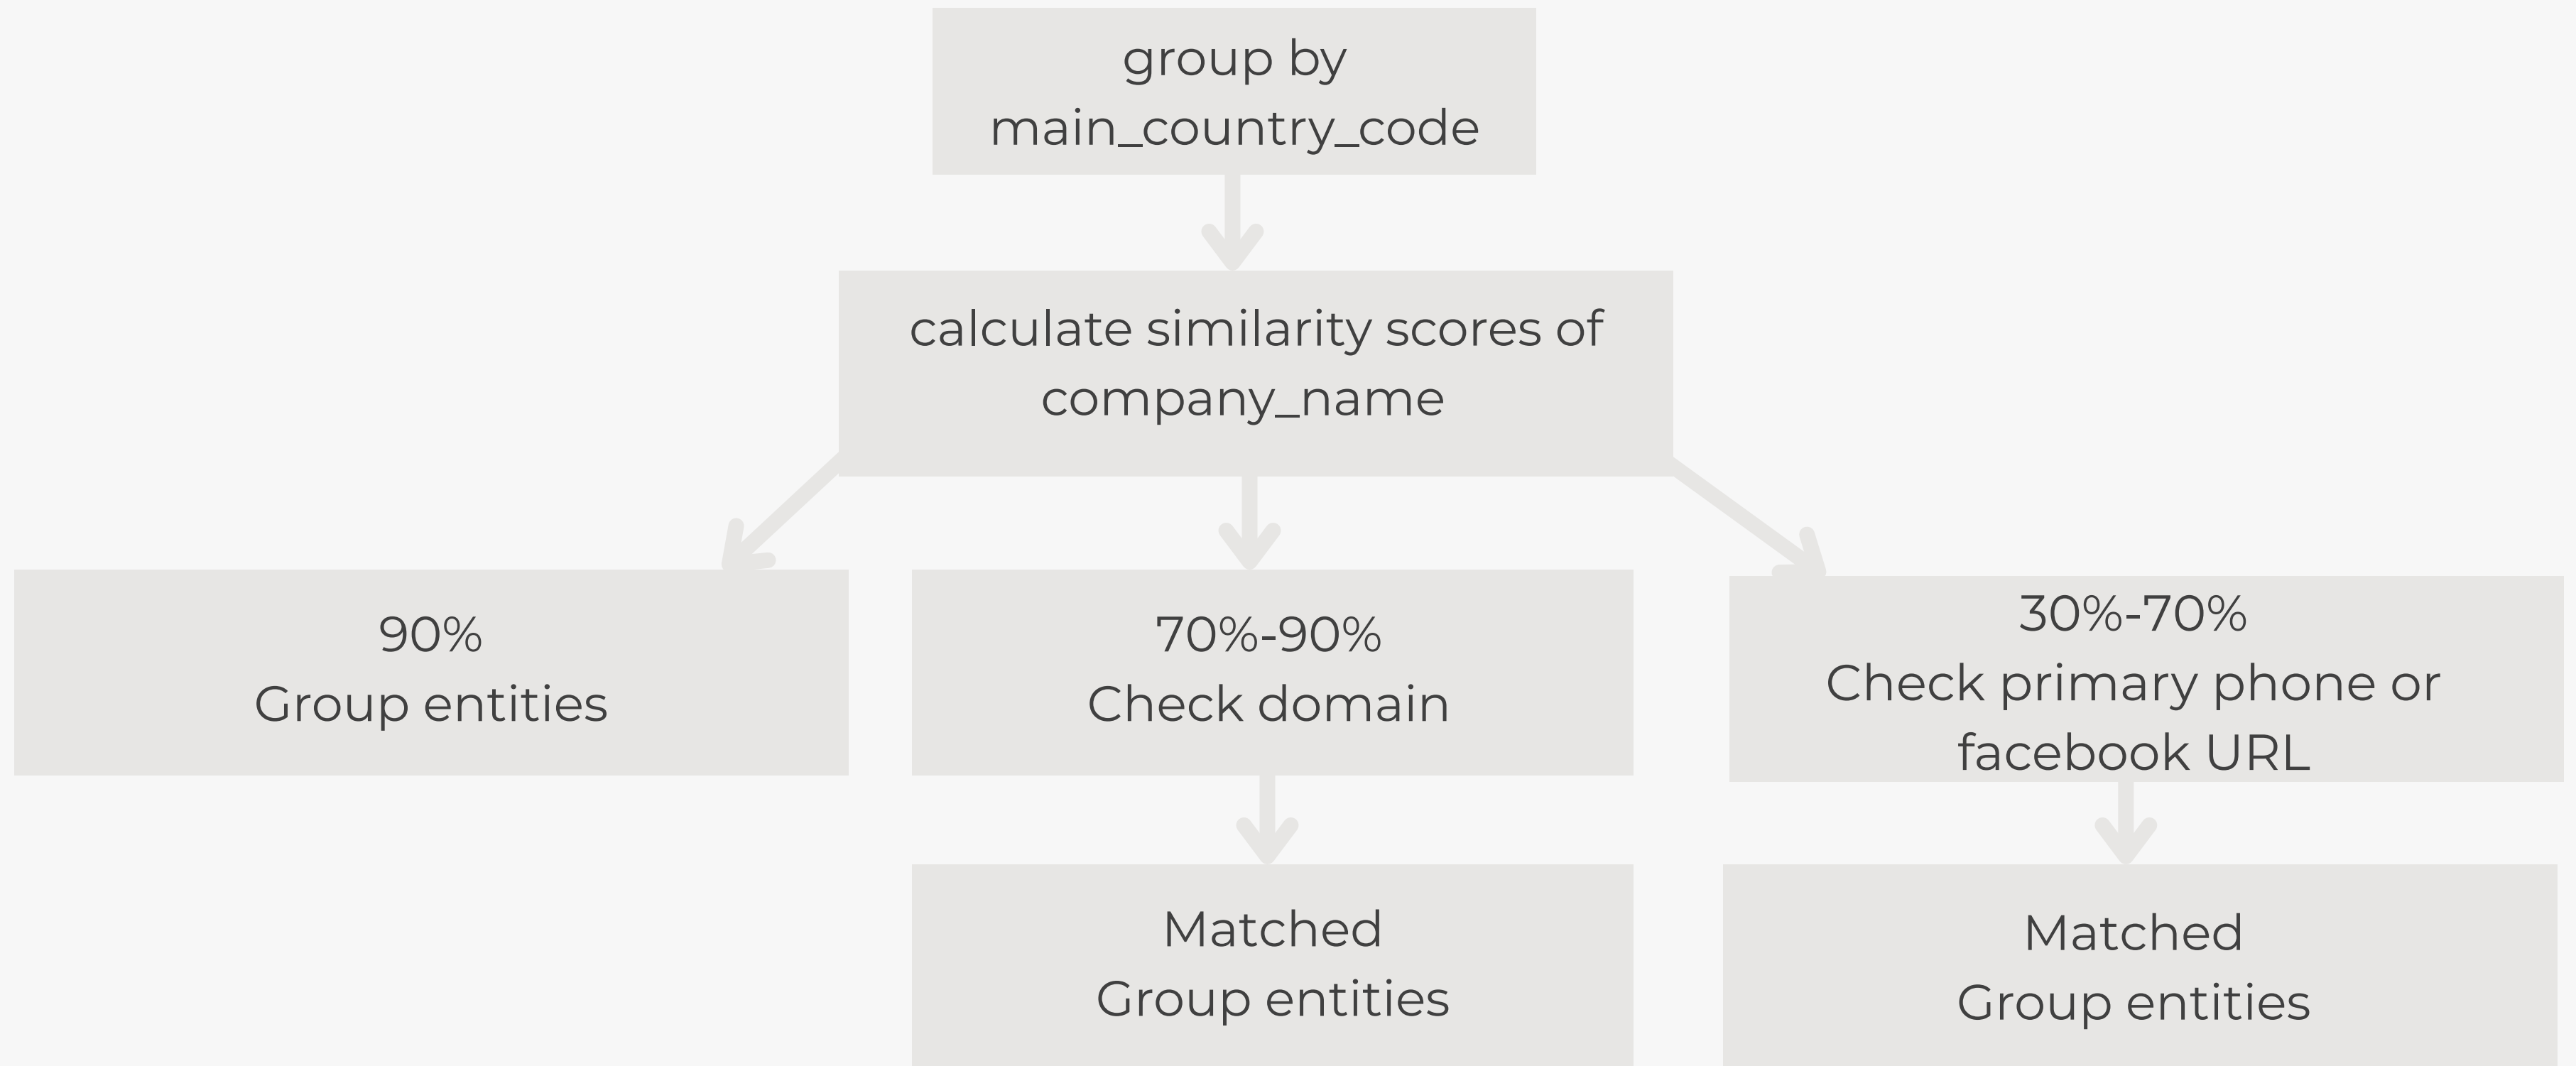 group by
main_country_code
calculate similarity scores of
company_name
90%
Group entities
70%-90%
Check domain
30%-70%
Check primary phone or
facebook URL
Matched
Group entities
Matched
Group entities